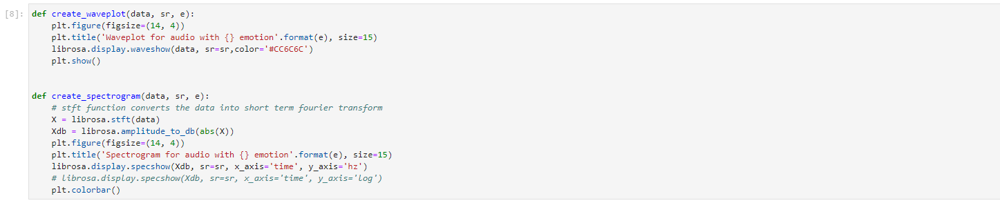 [8]: def create_waveplot(data, sr, e):
    plt.figure(figsize=(14, 4))
    plt.title('Waveplot for audio with {} emotion'.format(e), size=15)
    librosa.display.waveshow(data, sr=sr,color='#CC6C6C')
    plt.show()

def create_spectrogram(data, sr, e):
    # stft function converts the data into short term fourier transform
    X = librosa.stft(data)
    Xdb = librosa.amplitude_to_db(abs(X))
    plt.figure(figsize=(14, 4))
    plt.title('Spectrogram for audio with {} emotion'.format(e), size=15)
    librosa.display.specshow(Xdb, sr=sr, x_axis='time', y_axis='hz')
    # librosa.display.specshow(Xdb, sr=sr, x_axis='time', y_axis='log')
    plt.colorbar()